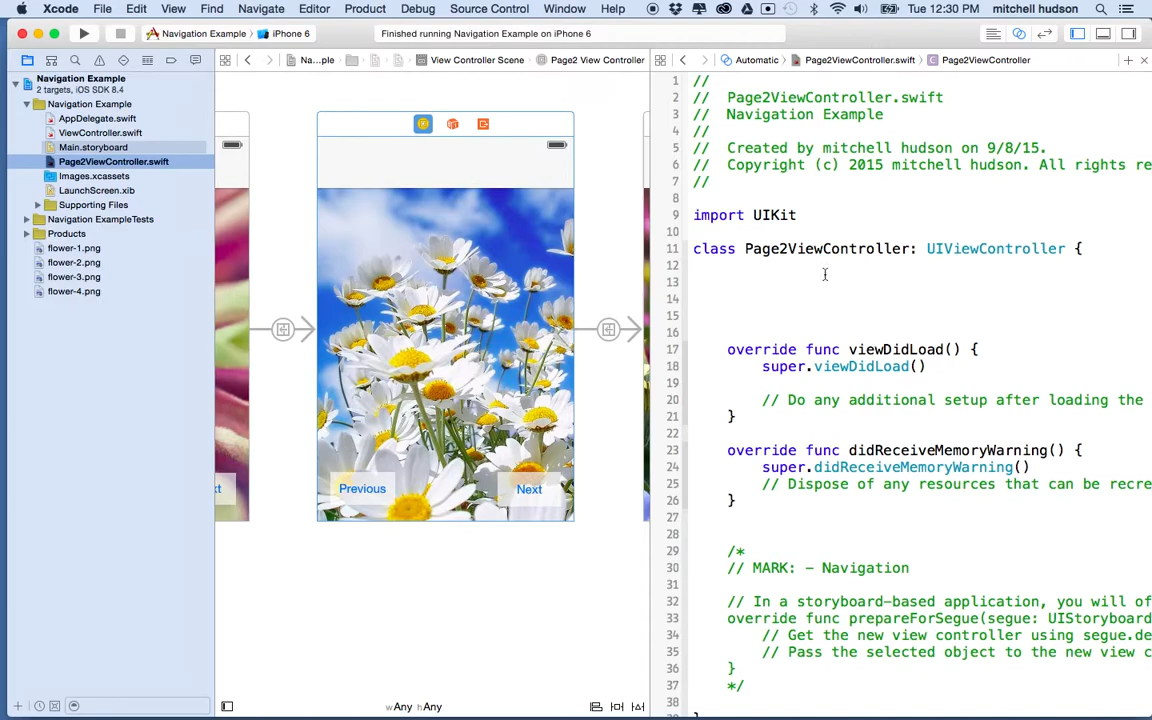 Xcode File Edit View Find Navigate Editor Product Debug Source Control Window Help Tue 12:30 PM mitchell hudson
Navigation Example iPhone 6 Finished running Navigation Example on iPhone 6
Na...ple View Controller Scene Page2 View Controller Automatic Page2ViewController.swift Page2ViewController
Navigation Example
2 targets, iOS SDK 8.4
Navigation Example
AppDelegate.swift
ViewController.swift
Main.storyboard
Page2ViewController.swift
Images.xcassets
LaunchScreen.xib
Supporting Files
Navigation ExampleTests
Products
flower-1.png
flower-2.png
flower-3.png
flower-4.png
xt
Previous Next
wAny hAny
1 //
2 // Page2ViewController.swift
3 // Navigation Example
4 //
5 // Created by mitchell hudson on 9/8/15.
6 // Copyright (c) 2015 mitchell hudson. All rights re
7 //
8
9 import UIKit
10
11 class Page2ViewController: UIViewController {
12
13
14
15
16
17 override func viewDidLoad() {
18 super.viewDidLoad()
19
20 // Do any additional setup after loading the
21 }
22
23 override func didReceiveMemoryWarning() {
24 super.didReceiveMemoryWarning()
25 // Dispose of any resources that can be recre
26 }
27
28
29 /*
30 // MARK: - Navigation
31
32 // In a storyboard-based application, you will of
33 override func prepareForSegue(segue: UIStoryboard
34 // Get the new view controller using segue.de
35 // Pass the selected object to the new view c
36 }
37 */
38